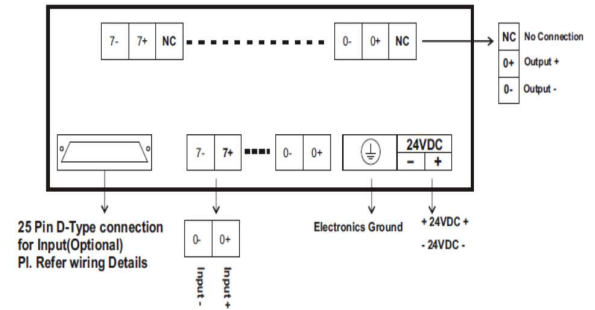 7- 7+ NC 0- 0+ NC
NC No Connection
0+ Output +
0- Output -
7- 7+ 0- 0+
24VDC
- +
25 Pin D-Type connection
for Input(Optional)
Pl. Refer wiring Details
0- 0+
Input -
Input +
Electronics Ground
+ 24VDC +
- 24VDC -